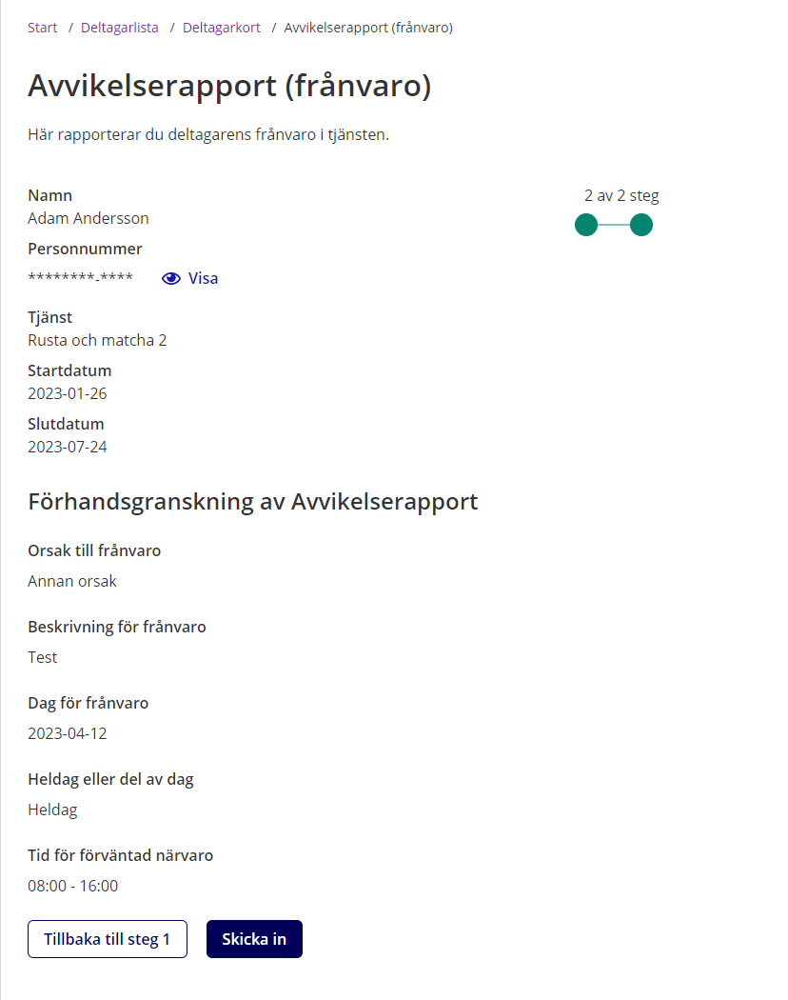 Start / Deltagarlista / Deltagarkort / Avvikelserapport (frånvaro)
Avvikelserapport (frånvaro)
Här rapporterar du deltagarens frånvaro i tjänsten.
Namn
2 av 2 steg
Adam Andersson
Personnummer
********-**** Visa
Tjänst
Rusta och matcha 2
Startdatum
2023-01-26
Slutdatum
2023-07-24
Förhandsgranskning av Avvikelserapport
Orsak till frånvaro
Annan orsak
Beskrivning för frånvaro
Test
Dag för frånvaro
2023-04-12
Heldag eller del av dag
Heldag
Tid för förväntad närvaro
08:00 - 16:00
Tillbaka till steg 1 Skicka in